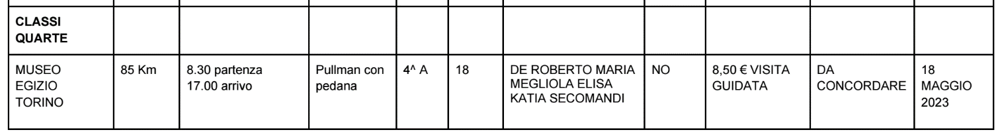 CLASSI
QUARTE
MUSEO
EGIZIO
TORINO
85 Km
8.30 partenza
17.00 arrivo
Pullman con
pedana
4^ A
18
DE ROBERTO MARIA
MEGLIOLA ELISA
KATIA SECOMANDI
NO
8,50 € VISITA
GUIDATA
DA
CONCORDARE
18
MAGGIO
2023